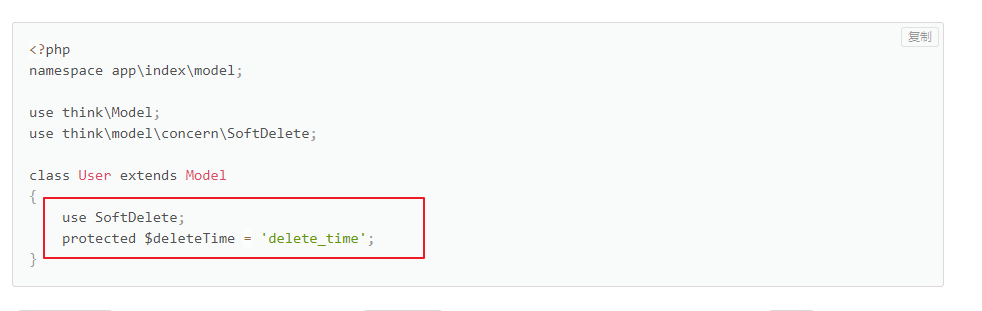 复制
<?php
namespace app\index\model;
use think\Model;
use think\model\concern\SoftDelete;
class User extends Model
{
use SoftDelete;
protected $deleteTime = 'delete_time';
}